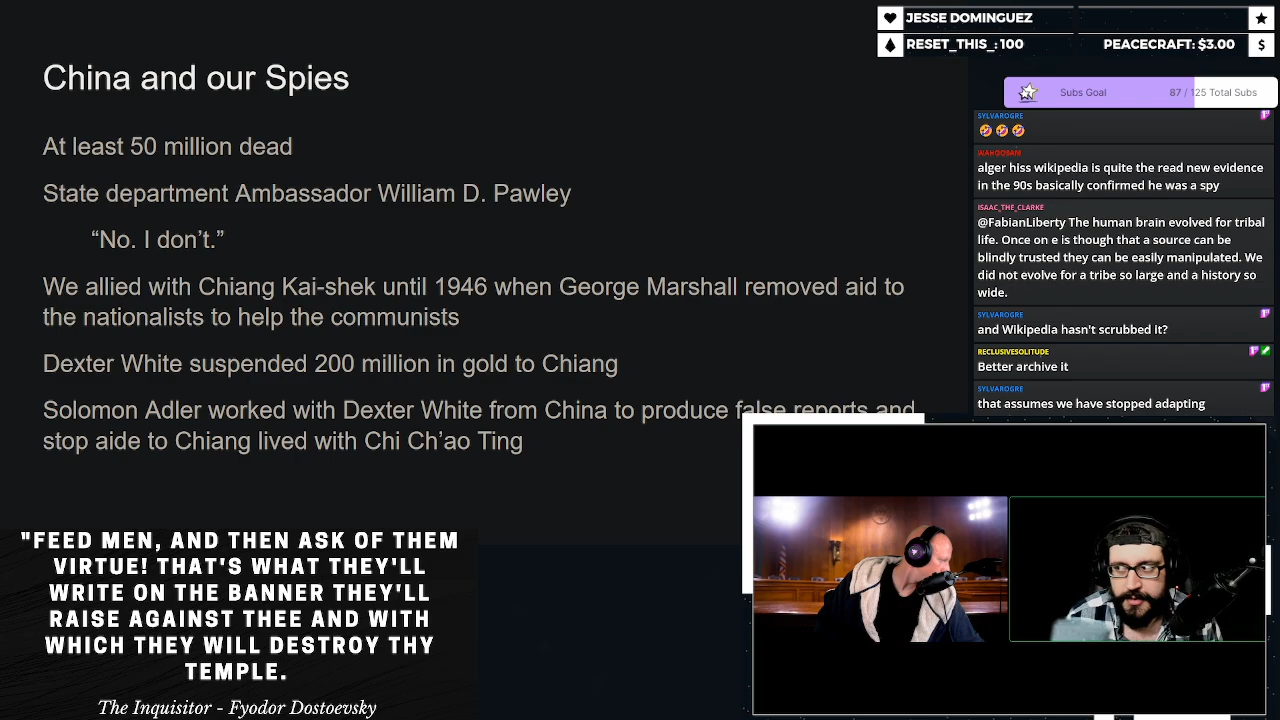 China and our Spies
At least 50 million dead
State department Ambassador William D. Pawley
“No. I don’t.”
We allied with Chiang Kai-shek until 1946 when George Marshall removed aid to
the nationalists to help the communists
Dexter White suspended 200 million in gold to Chiang
Solomon Adler worked with Dexter White from China to produce false reports and
stop aide to Chiang lived with Chi Ch’ao Ting
"FEED MEN, AND THEN ASK OF THEM
VIRTUE! THAT'S WHAT THEY'LL
WRITE ON THE BANNER THEY'LL
RAISE AGAINST THEE AND WITH
WHICH THEY WILL DESTROY THY
TEMPLE.
The Inquisitor - Fyodor Dostoevsky
JESSE DOMINGUEZ
RESET_THIS_: 100
PEACECRAFT: $3.00
$
Subs Goal
87 / 125 Total Subs
SYLVAROGRE
WAHOOSAM
alger hiss wikipedia is quite the read new evidence
in the 90s basically confirmed he was a spy
ISAAC_THE_CLARKE
@FabianLiberty The human brain evolved for tribal
life. Once on e is though that a source can be
blindly trusted they can be easily manipulated. We
did not evolve for a tribe so large and a history so
wide.
SYLVAROGRE
and Wikipedia hasn't scrubbed it?
RECLUSIVESOLITUDE
Better archive it
SYLVAROGRE
that assumes we have stopped adapting